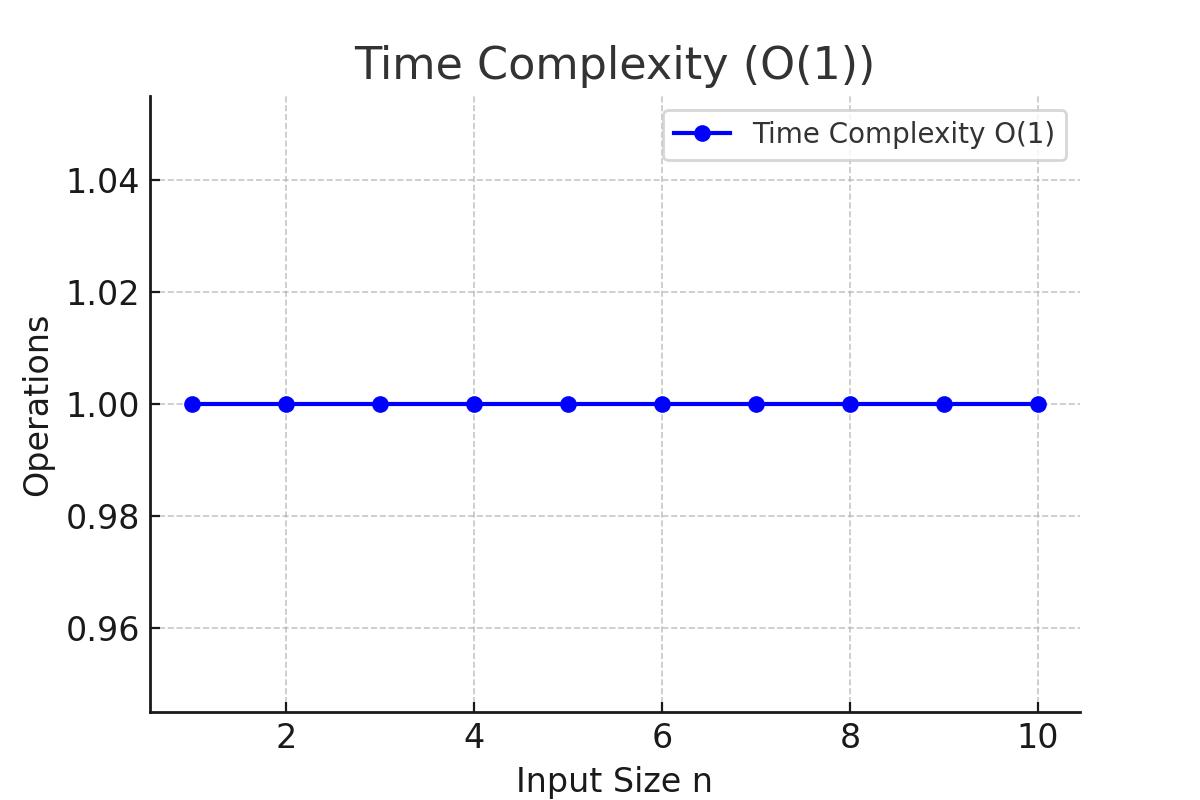 Time Complexity (O(1))
Time Complexity O(1)
1.04
1.02
1.00
0.98
0.96
Operations
2 4 6 8 10
Input Size n